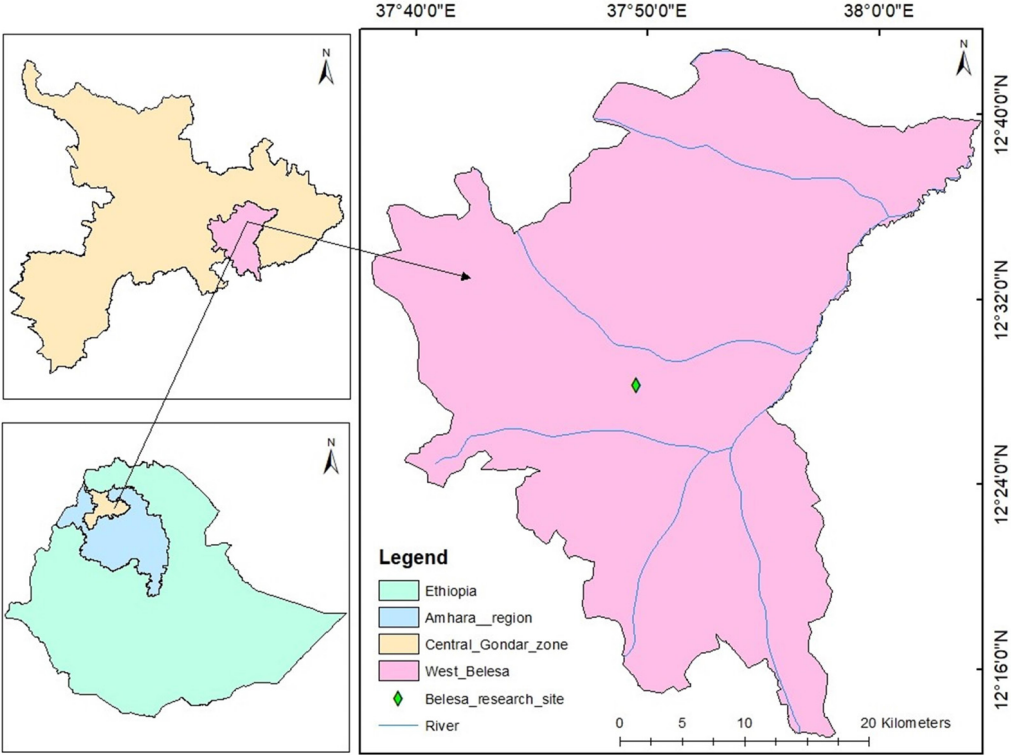 37°40'0"E 37°50'0"E 38°0'0"E
N
N
N
12°40'0"N
12°32'0"N
12°24'0"N
12°16'0"N
Legend
Ethiopia
Amhara__region
Central_Gondar_zone
West_Belesa
Belesa_research_site
River
0 5 10 20 Kilometers